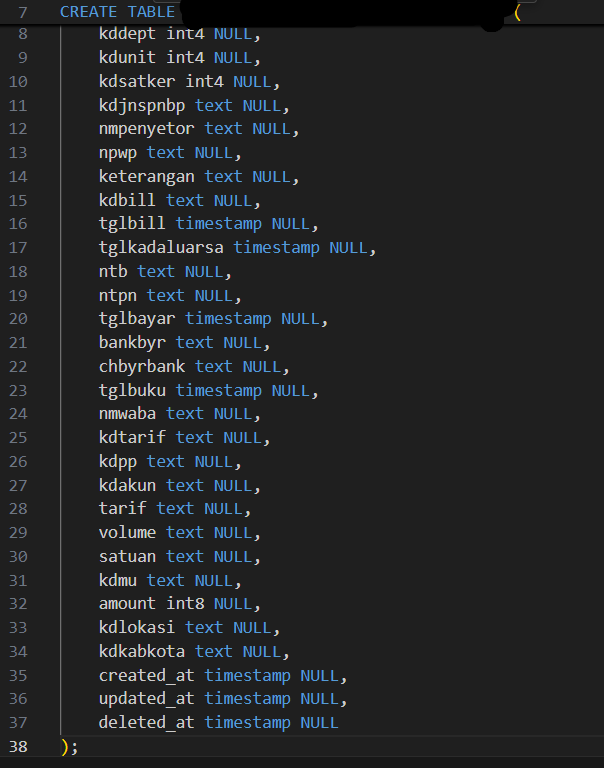 7 CREATE TABLE (
8 kddept int4 NULL,
9 kdunit int4 NULL,
10 kdsatker int4 NULL,
11 kdjnspnbp text NULL,
12 nmpenyetor text NULL,
13 npwp text NULL,
14 keterangan text NULL,
15 kdbill text NULL,
16 tglbill timestamp NULL,
17 tglkadaluarsa timestamp NULL,
18 ntb text NULL,
19 ntpn text NULL,
20 tglbayar timestamp NULL,
21 bankbyr text NULL,
22 chbyrbank text NULL,
23 tglbuku timestamp NULL,
24 nmwaba text NULL,
25 kdtarif text NULL,
26 kdpp text NULL,
27 kdakun text NULL,
28 tarif text NULL,
29 volume text NULL,
30 satuan text NULL,
31 kdmu text NULL,
32 amount int8 NULL,
33 kdlokasi text NULL,
34 kdkabkota text NULL,
35 created_at timestamp NULL,
36 updated_at timestamp NULL,
37 deleted_at timestamp NULL
38 );